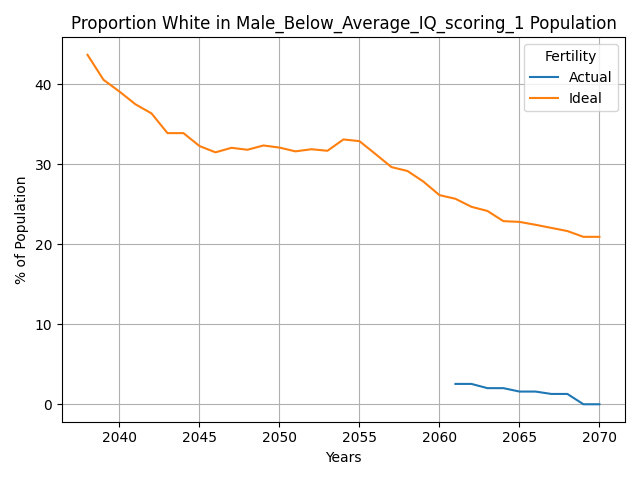 Proportion White in Male_Below_Average_IQ_scoring_1 Population
Fertility
Actual
Ideal
% of Population
40
30
20
10
0
2040 2045 2050 2055 2060 2065 2070
Years